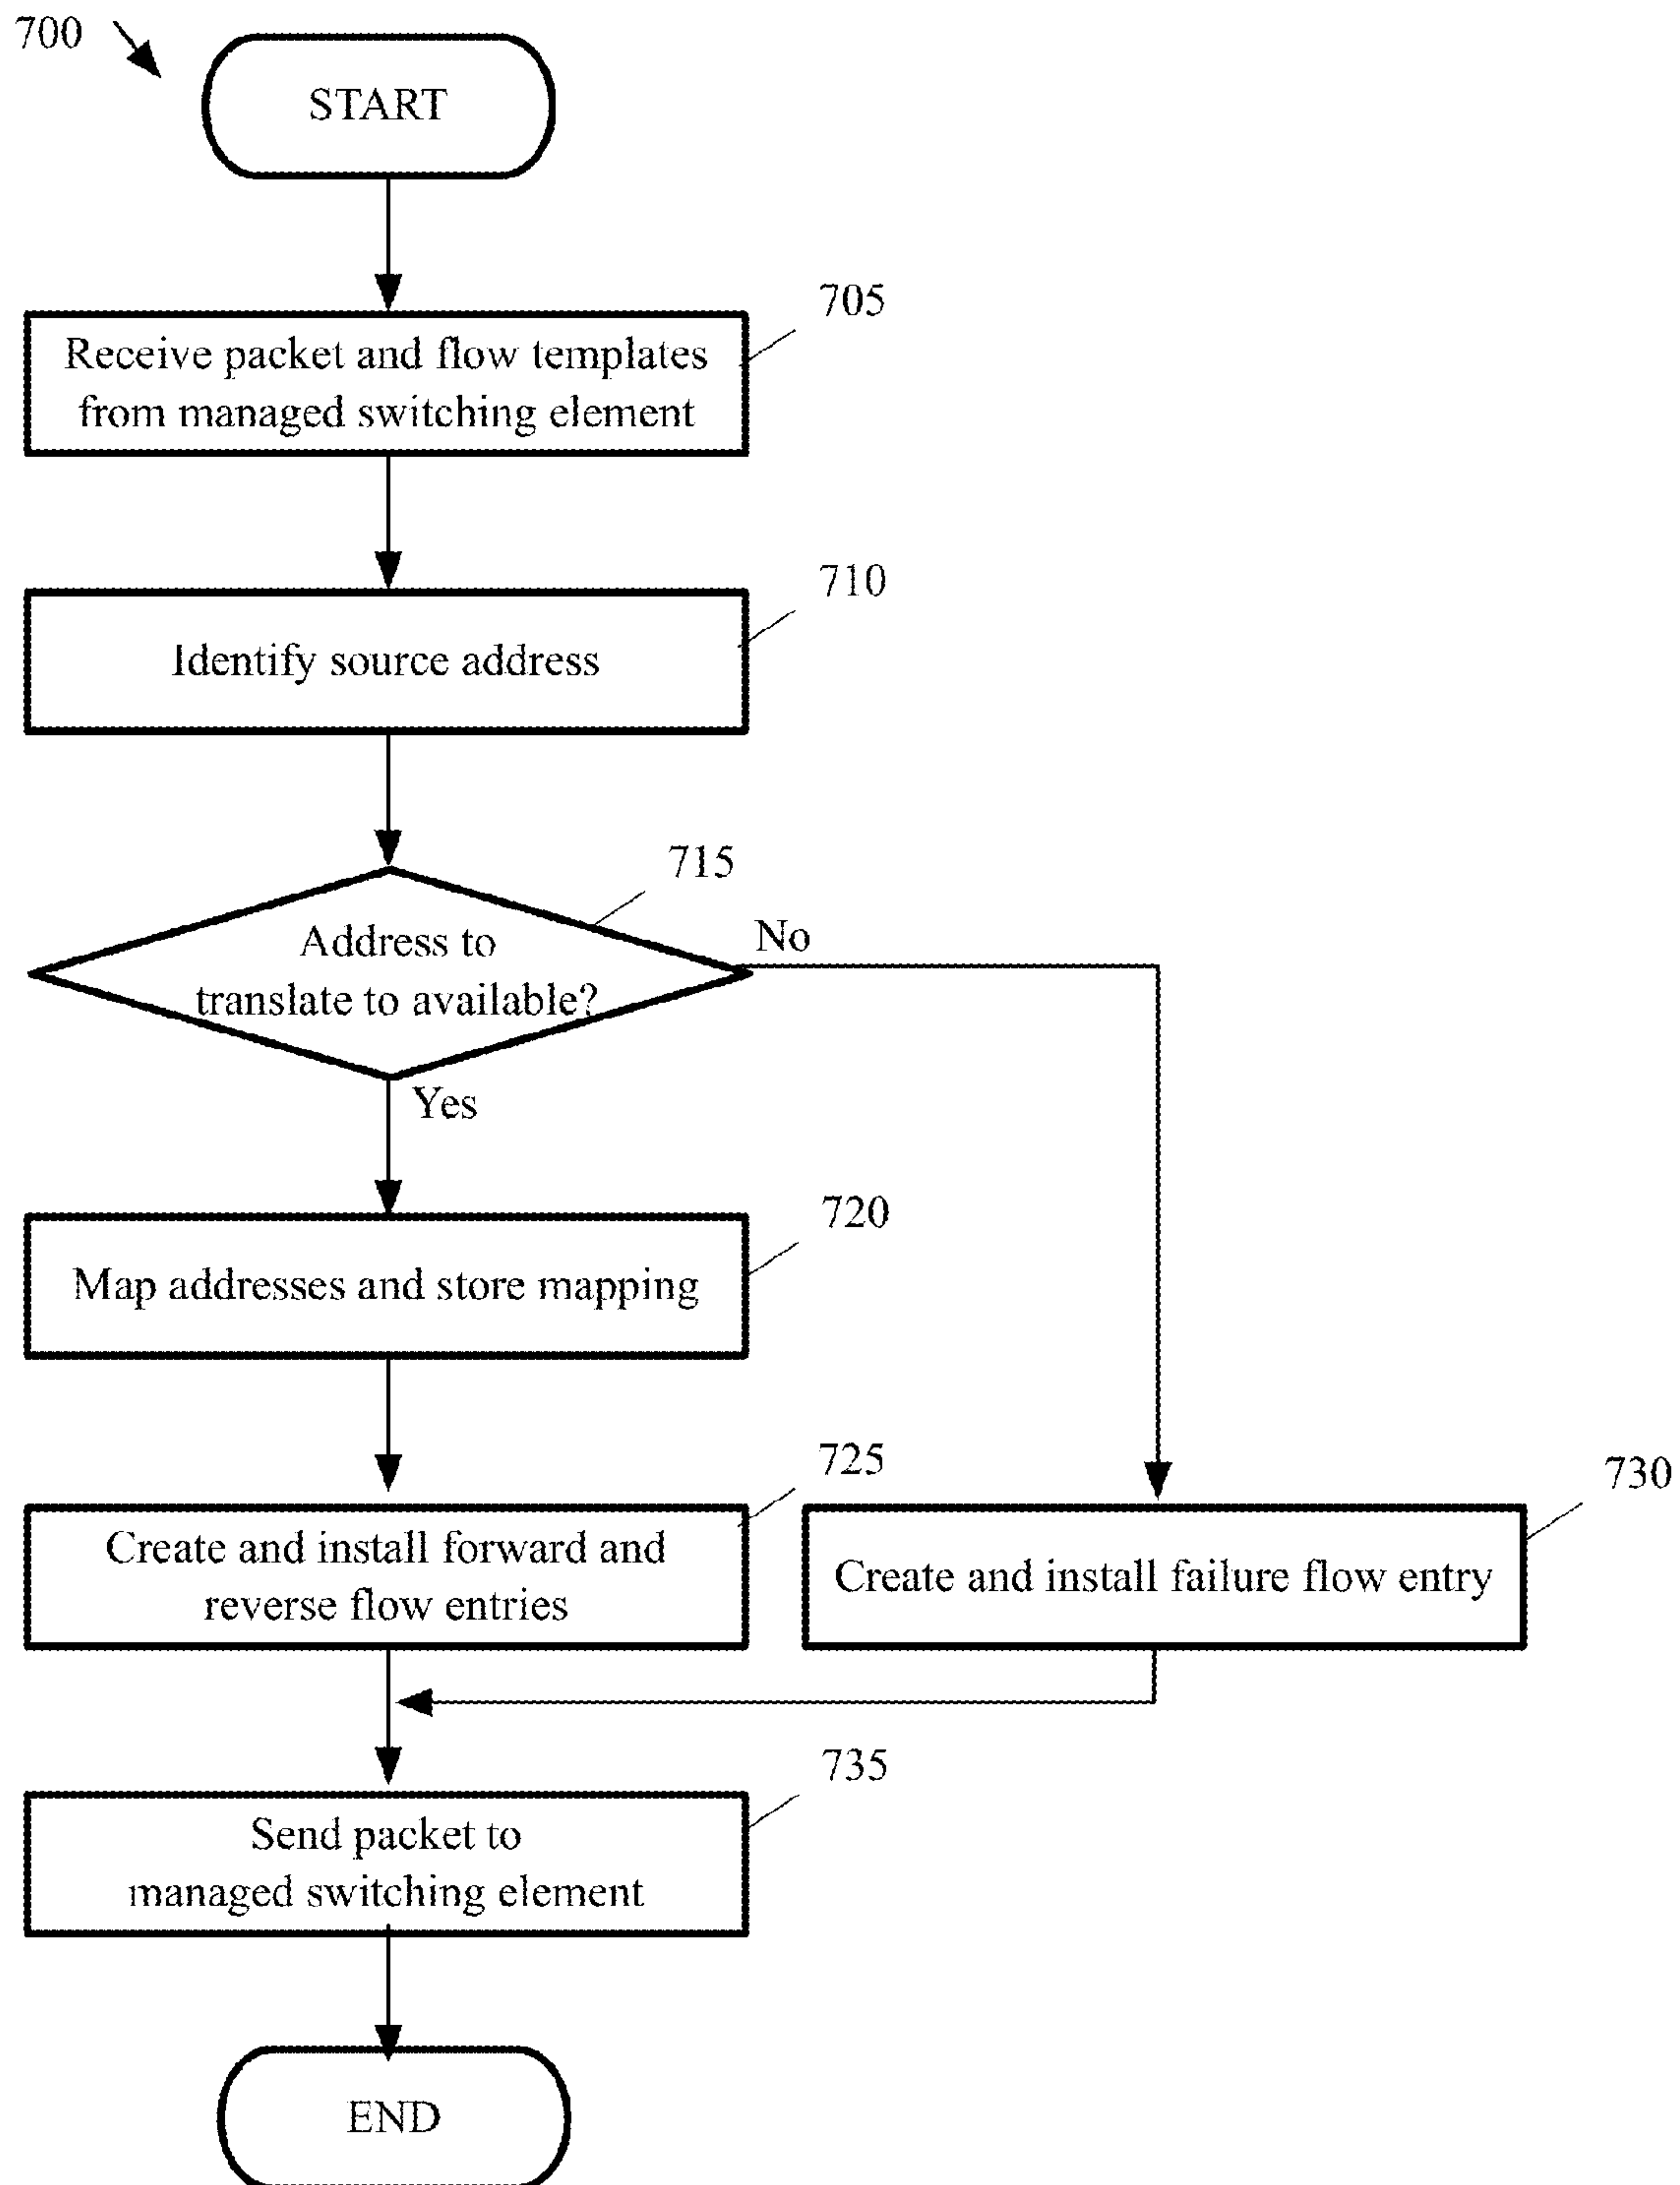 700
START
705
Receive packet and flow templates
from managed switching element
710
Identify source address
715
Address to
translate to available?
No
Yes
720
Map addresses and store mapping
725
Create and install forward and
reverse flow entries
730
Create and install failure flow entry
735
Send packet to
managed switching element
END